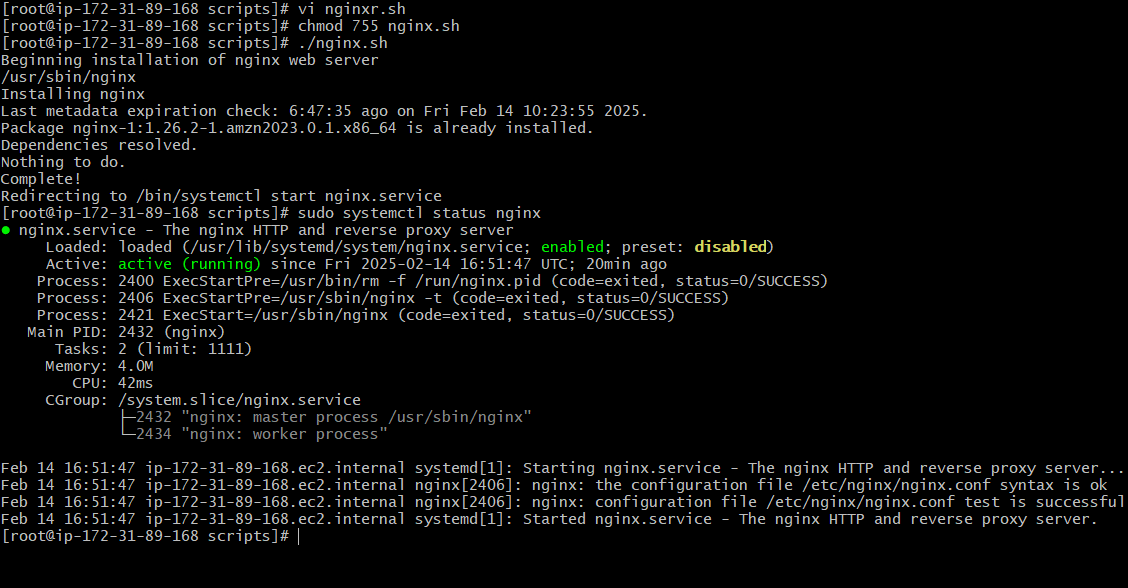 [root@ip-172-31-89-168 scripts]# vi nginxr.sh
[root@ip-172-31-89-168 scripts]# chmod 755 nginx.sh
[root@ip-172-31-89-168 scripts]# ./nginx.sh
Beginning installation of nginx web server
/usr/sbin/nginx
Installing nginx
Last metadata expiration check: 6:47:35 ago on Fri Feb 14 10:23:55 2025.
Package nginx-1:1.26.2-1.amzn2023.0.1.x86_64 is already installed.
Dependencies resolved.
Nothing to do.
Complete!
Redirecting to /bin/systemctl start nginx.service
[root@ip-172-31-89-168 scripts]# sudo systemctl status nginx
● nginx.service - The nginx HTTP and reverse proxy server
     Loaded: loaded (/usr/lib/systemd/system/nginx.service; enabled; preset: disabled)
     Active: active (running) since Fri 2025-02-14 16:51:47 UTC; 20min ago
    Process: 2400 ExecStartPre=/usr/bin/rm -f /run/nginx.pid (code=exited, status=0/SUCCESS)
    Process: 2406 ExecStartPre=/usr/sbin/nginx -t (code=exited, status=0/SUCCESS)
    Process: 2421 ExecStart=/usr/sbin/nginx (code=exited, status=0/SUCCESS)
   Main PID: 2432 (nginx)
      Tasks: 2 (limit: 1111)
     Memory: 4.0M
        CPU: 42ms
     CGroup: /system.slice/nginx.service
             ├─2432 "nginx: master process /usr/sbin/nginx"
             └─2434 "nginx: worker process"

Feb 14 16:51:47 ip-172-31-89-168.ec2.internal systemd[1]: Starting nginx.service - The nginx HTTP and reverse proxy server...
Feb 14 16:51:47 ip-172-31-89-168.ec2.internal nginx[2406]: nginx: the configuration file /etc/nginx/nginx.conf syntax is ok
Feb 14 16:51:47 ip-172-31-89-168.ec2.internal nginx[2406]: nginx: configuration file /etc/nginx/nginx.conf test is successful
Feb 14 16:51:47 ip-172-31-89-168.ec2.internal systemd[1]: Started nginx.service - The nginx HTTP and reverse proxy server.
[root@ip-172-31-89-168 scripts]#